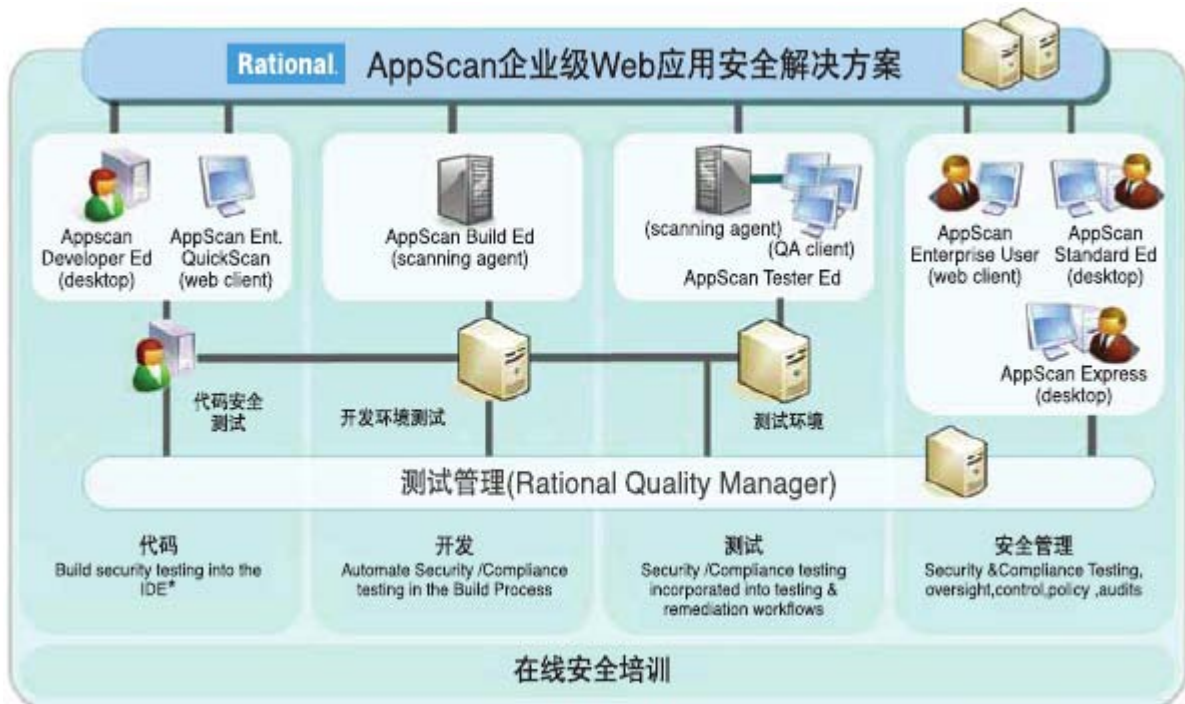 Rational. AppScan企业级Web应用安全解决方案
Appscan
Developer Ed
(desktop)
AppScan Ent.
QuickScan
(web client)
AppScan Build Ed
(scanning agent)
(scanning agent)
(QA client)
AppScan Tester Ed
AppScan
Enterprise User
(web client)
AppScan
Standard Ed
(desktop)
AppScan Express
(desktop)
代码安全
测试
开发环境测试
测试环境
测试管理(Rational Quality Manager)
代码
Build security testing into the
IDE*
开发
Automate Security /Compliance
testing in the Build Process
测试
Security /Compliance testing
incorporated into testing &
remediation workflows
安全管理
Security &Compliance Testing,
oversight,control,policy ,audits
在线安全培训